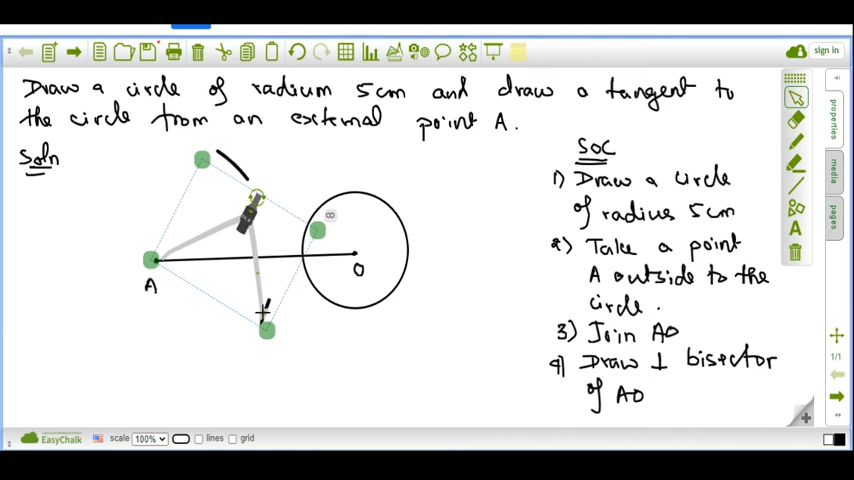 sign in
Draw a circle of radium 5cm and draw a tangent to
the circle from an external point A.
Soln
SOC
1) Draw a circle
of radius 5cm
2) Take a point
A outside to the
circle.
3) Join AO
4) Draw ⊥ bisector
of AO
A
O
∞
properties
media
pages
1/1
EasyChalk
scale
100%
lines
grid